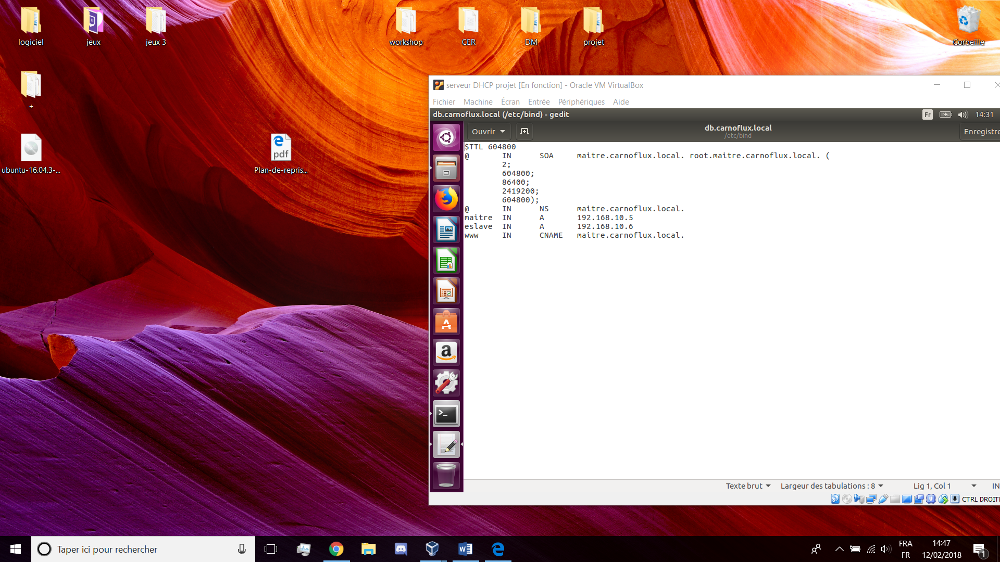 logiciel
jeux
jeux 3
workshop
CER
DM
projet
Corbeille
+
ubuntu-16.04.3-...
pdf
Plan-de-repris...
serveur DHCP projet [En fonction] - Oracle VM VirtualBox
Fichier Machine Écran Entrée Périphériques Aide
db.carnoflux.local (/etc/bind) - gedit
Fr
14:31
Ouvrir
db.carnoflux.local
/etc/bind
Enregistre
$TTL 604800
@ IN SOA maitre.carnoflux.local. root.maitre.carnoflux.local. (
2;
604800;
86400;
2419200;
604800);
@ IN NS maitre.carnoflux.local.
maitre IN A 192.168.10.5
eslave IN A 192.168.10.6
www IN CNAME maitre.carnoflux.local.
Texte brut Largeur des tabulations : 8 Lig 1, Col 1 IN
CTRL DROITE
Taper ici pour rechercher
FRA
FR
14:47
12/02/2018
1